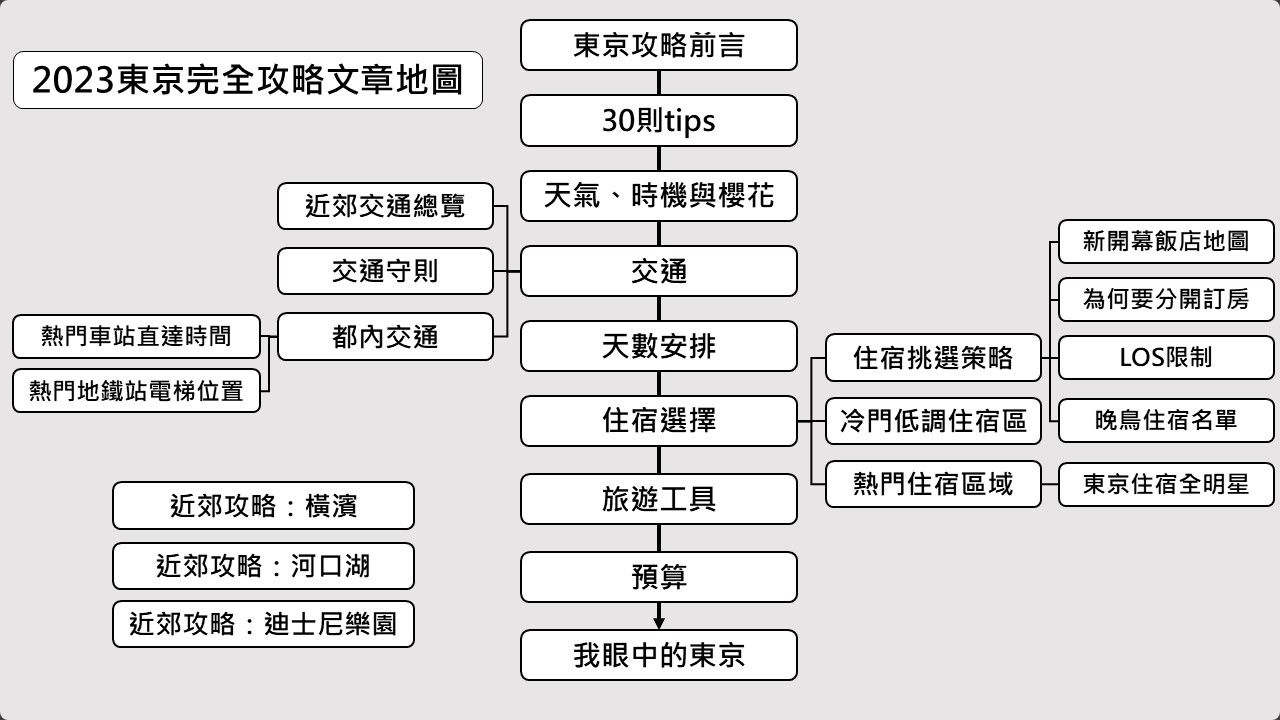 2023東京完全攻略文章地圖
東京攻略前言
30則tips
天氣、時機與櫻花
交通
近郊交通總覽
交通守則
都內交通
熱門車站直達時間
熱門地鐵站電梯位置
天數安排
住宿選擇
住宿挑選策略
新開幕飯店地圖
為何要分開訂房
LOS限制
晚鳥住宿名單
冷門低調住宿區
熱門住宿區域
東京住宿全明星
旅遊工具
預算
我眼中的東京
近郊攻略：橫濱
近郊攻略：河口湖
近郊攻略：迪士尼樂園